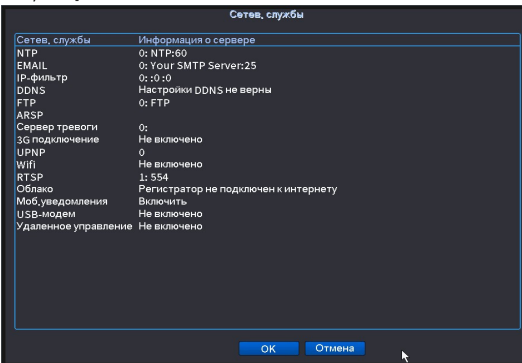 Сетев, службы
Сетев, службы Информация о сервере
NTP 0: NTP:60
EMAIL 0: Your SMTP Server:25
IP-фильтр 0: :0 :0
DDNS Настройки DDNS не верны
FTP 0: FTP
ARSP
Сервер тревоги 0:
3G подключение Не включено
UPNP 0
Wifi Не включено
RTSP 1: 554
Облако Регистратор не подключен к интернету
Моб,уведомления Включить
USB-модем Не включено
Удаленное управление Не включено
OK Отмена